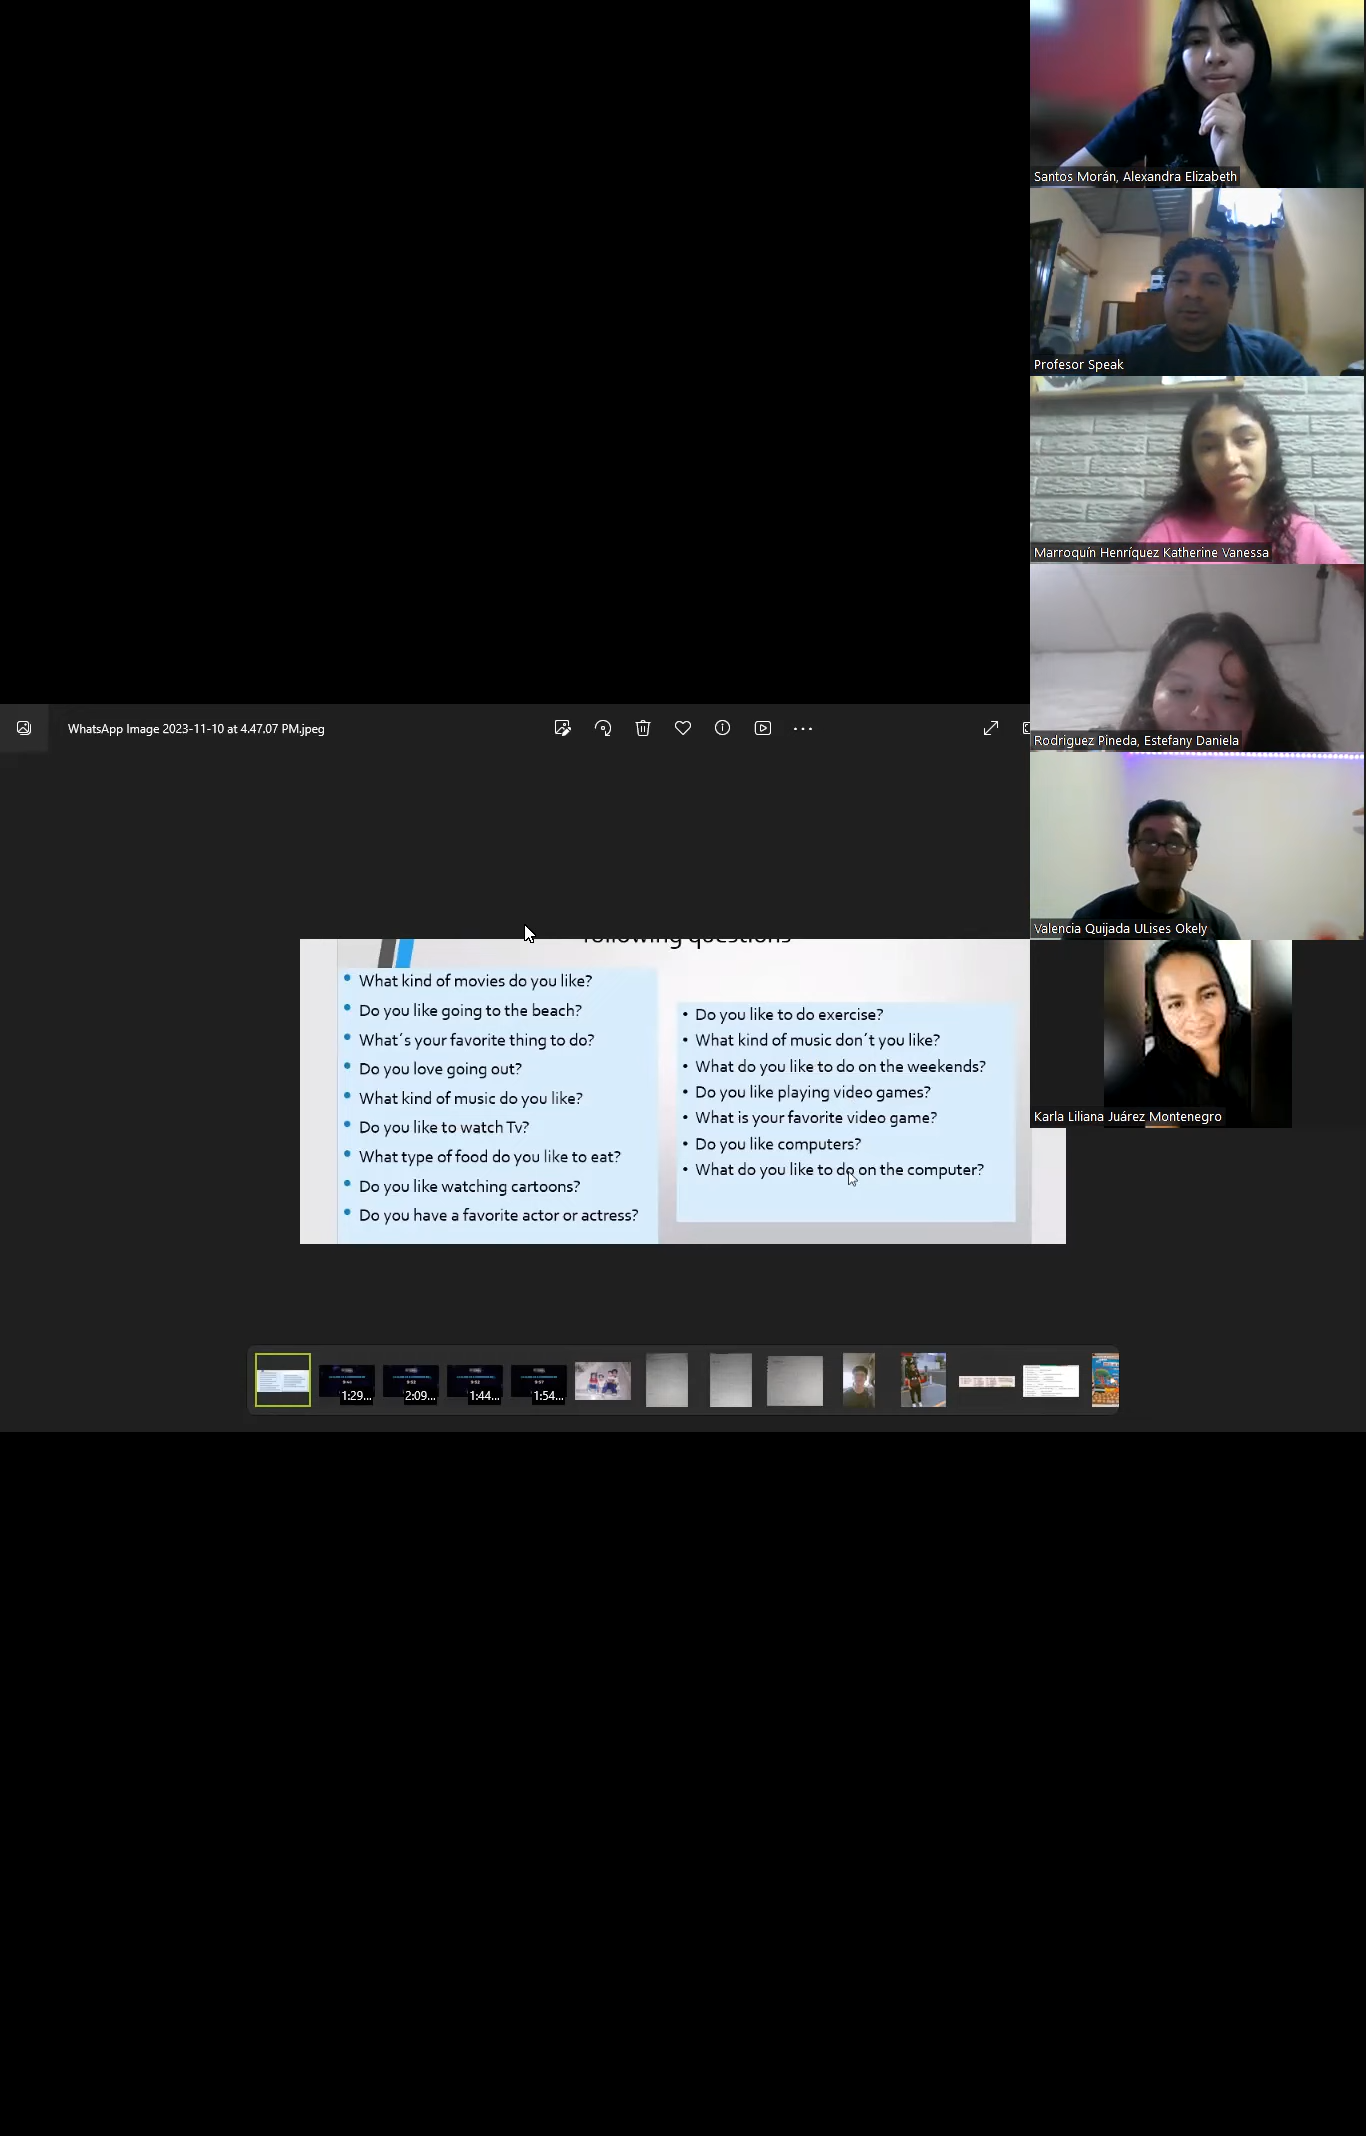 Santos Morán, Alexandra Elizabeth
Profesor Speak
Marroquín Henríquez Katherine Vanessa
Rodriguez Pineda, Estefany Daniela
WhatsApp Image 2023-11-10 at 4.47.07 PM.jpeg
Valencia Quijada ULises Okely
following questions
• What kind of movies do you like?
• Do you like going to the beach?
• What´s your favorite thing to do?
• Do you love going out?
• What kind of music do you like?
• Do you like to watch Tv?
• What type of food do you like to eat?
• Do you like watching cartoons?
• Do you have a favorite actor or actress?
• Do you like to do exercise?
• What kind of music don´t you like?
• What do you like to do on the weekends?
• Do you like playing video games?
• What is your favorite video game?
• Do you like computers?
• What do you like to do on the computer?
Karla Liliana Juárez Montenegro
1:29...
2:09...
1:44...
1:54...